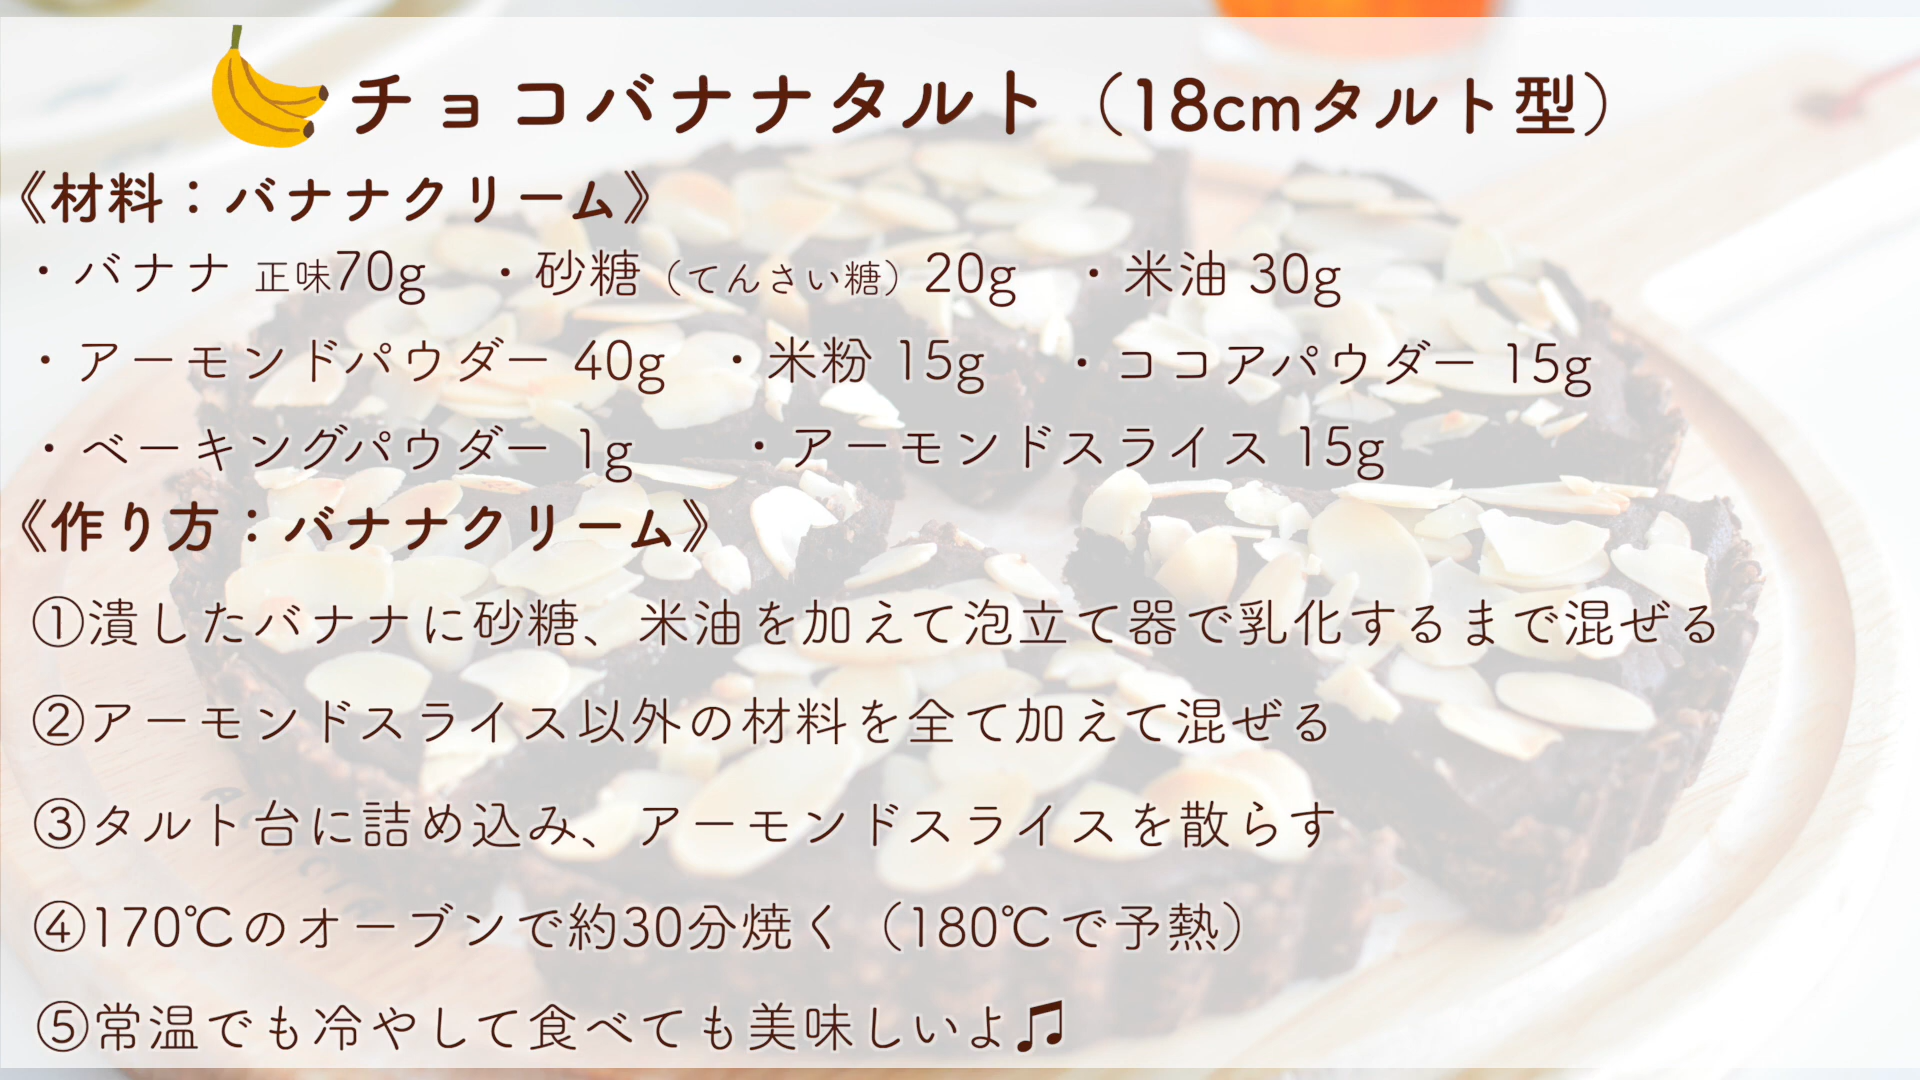 チョコバナナタルト（18cmタルト型）
《材料：バナナクリーム》
・バナナ 正味70g ・砂糖（てんさい糖）20g ・米油 30g
・アーモンドパウダー 40g ・米粉 15g ・ココアパウダー 15g
・ベーキングパウダー 1g ・アーモンドスライス 15g
《作り方：バナナクリーム》
①潰したバナナに砂糖、米油を加えて泡立て器で乳化するまで混ぜる
②アーモンドスライス以外の材料を全て加えて混ぜる
③タルト台に詰め込み、アーモンドスライスを散らす
④170℃のオーブンで約30分焼く（180℃で予熱）
⑤常温でも冷やして食べても美味しいよ♫